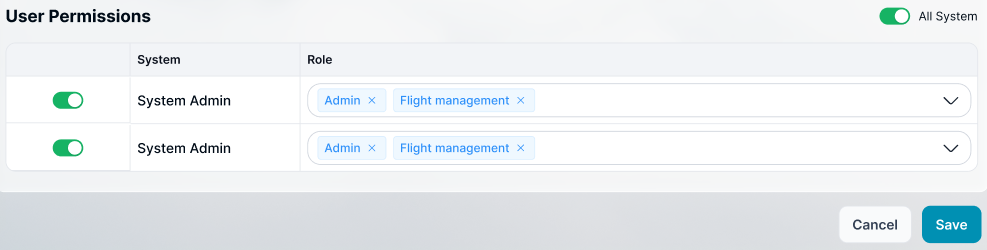 User Permissions
All System
System Role
System Admin Admin × Flight management ×
System Admin Admin × Flight management ×
Cancel Save